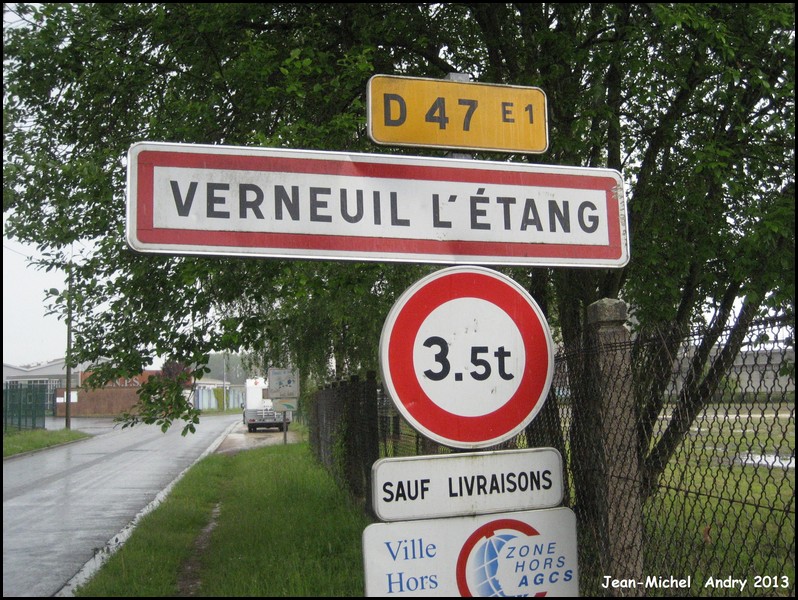 D 47 E1
VERNEUIL L'ÉTANG
3.5t
SAUF LIVRAISONS
Ville
Hors
ZONE
HORS
AGCS
Jean-Michel Andry 2013